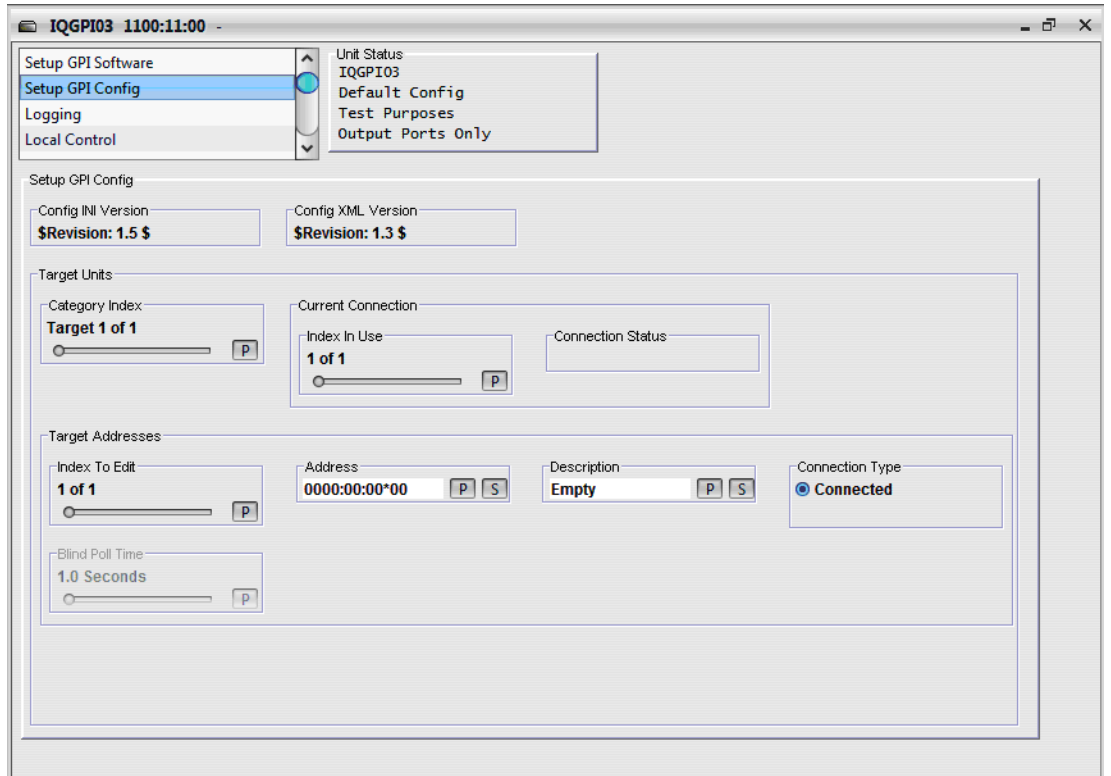 IQGPI03 1100:11:00 -
Setup GPI Software
Setup GPI Config
Logging
Local Control
Unit Status
IQGPI03
Default Config
Test Purposes
Output Ports Only
Setup GPI Config
Config INI Version
$Revision: 1.5 $
Config XML Version
$Revision: 1.3 $
Target Units
Category Index
Target 1 of 1
P
Current Connection
Index In Use
1 of 1
P
Connection Status
Target Addresses
Index To Edit
1 of 1
P
Address
0000:00:00*00 P S
Description
Empty P S
Connection Type
Connected
Blind Poll Time
1.0 Seconds
P